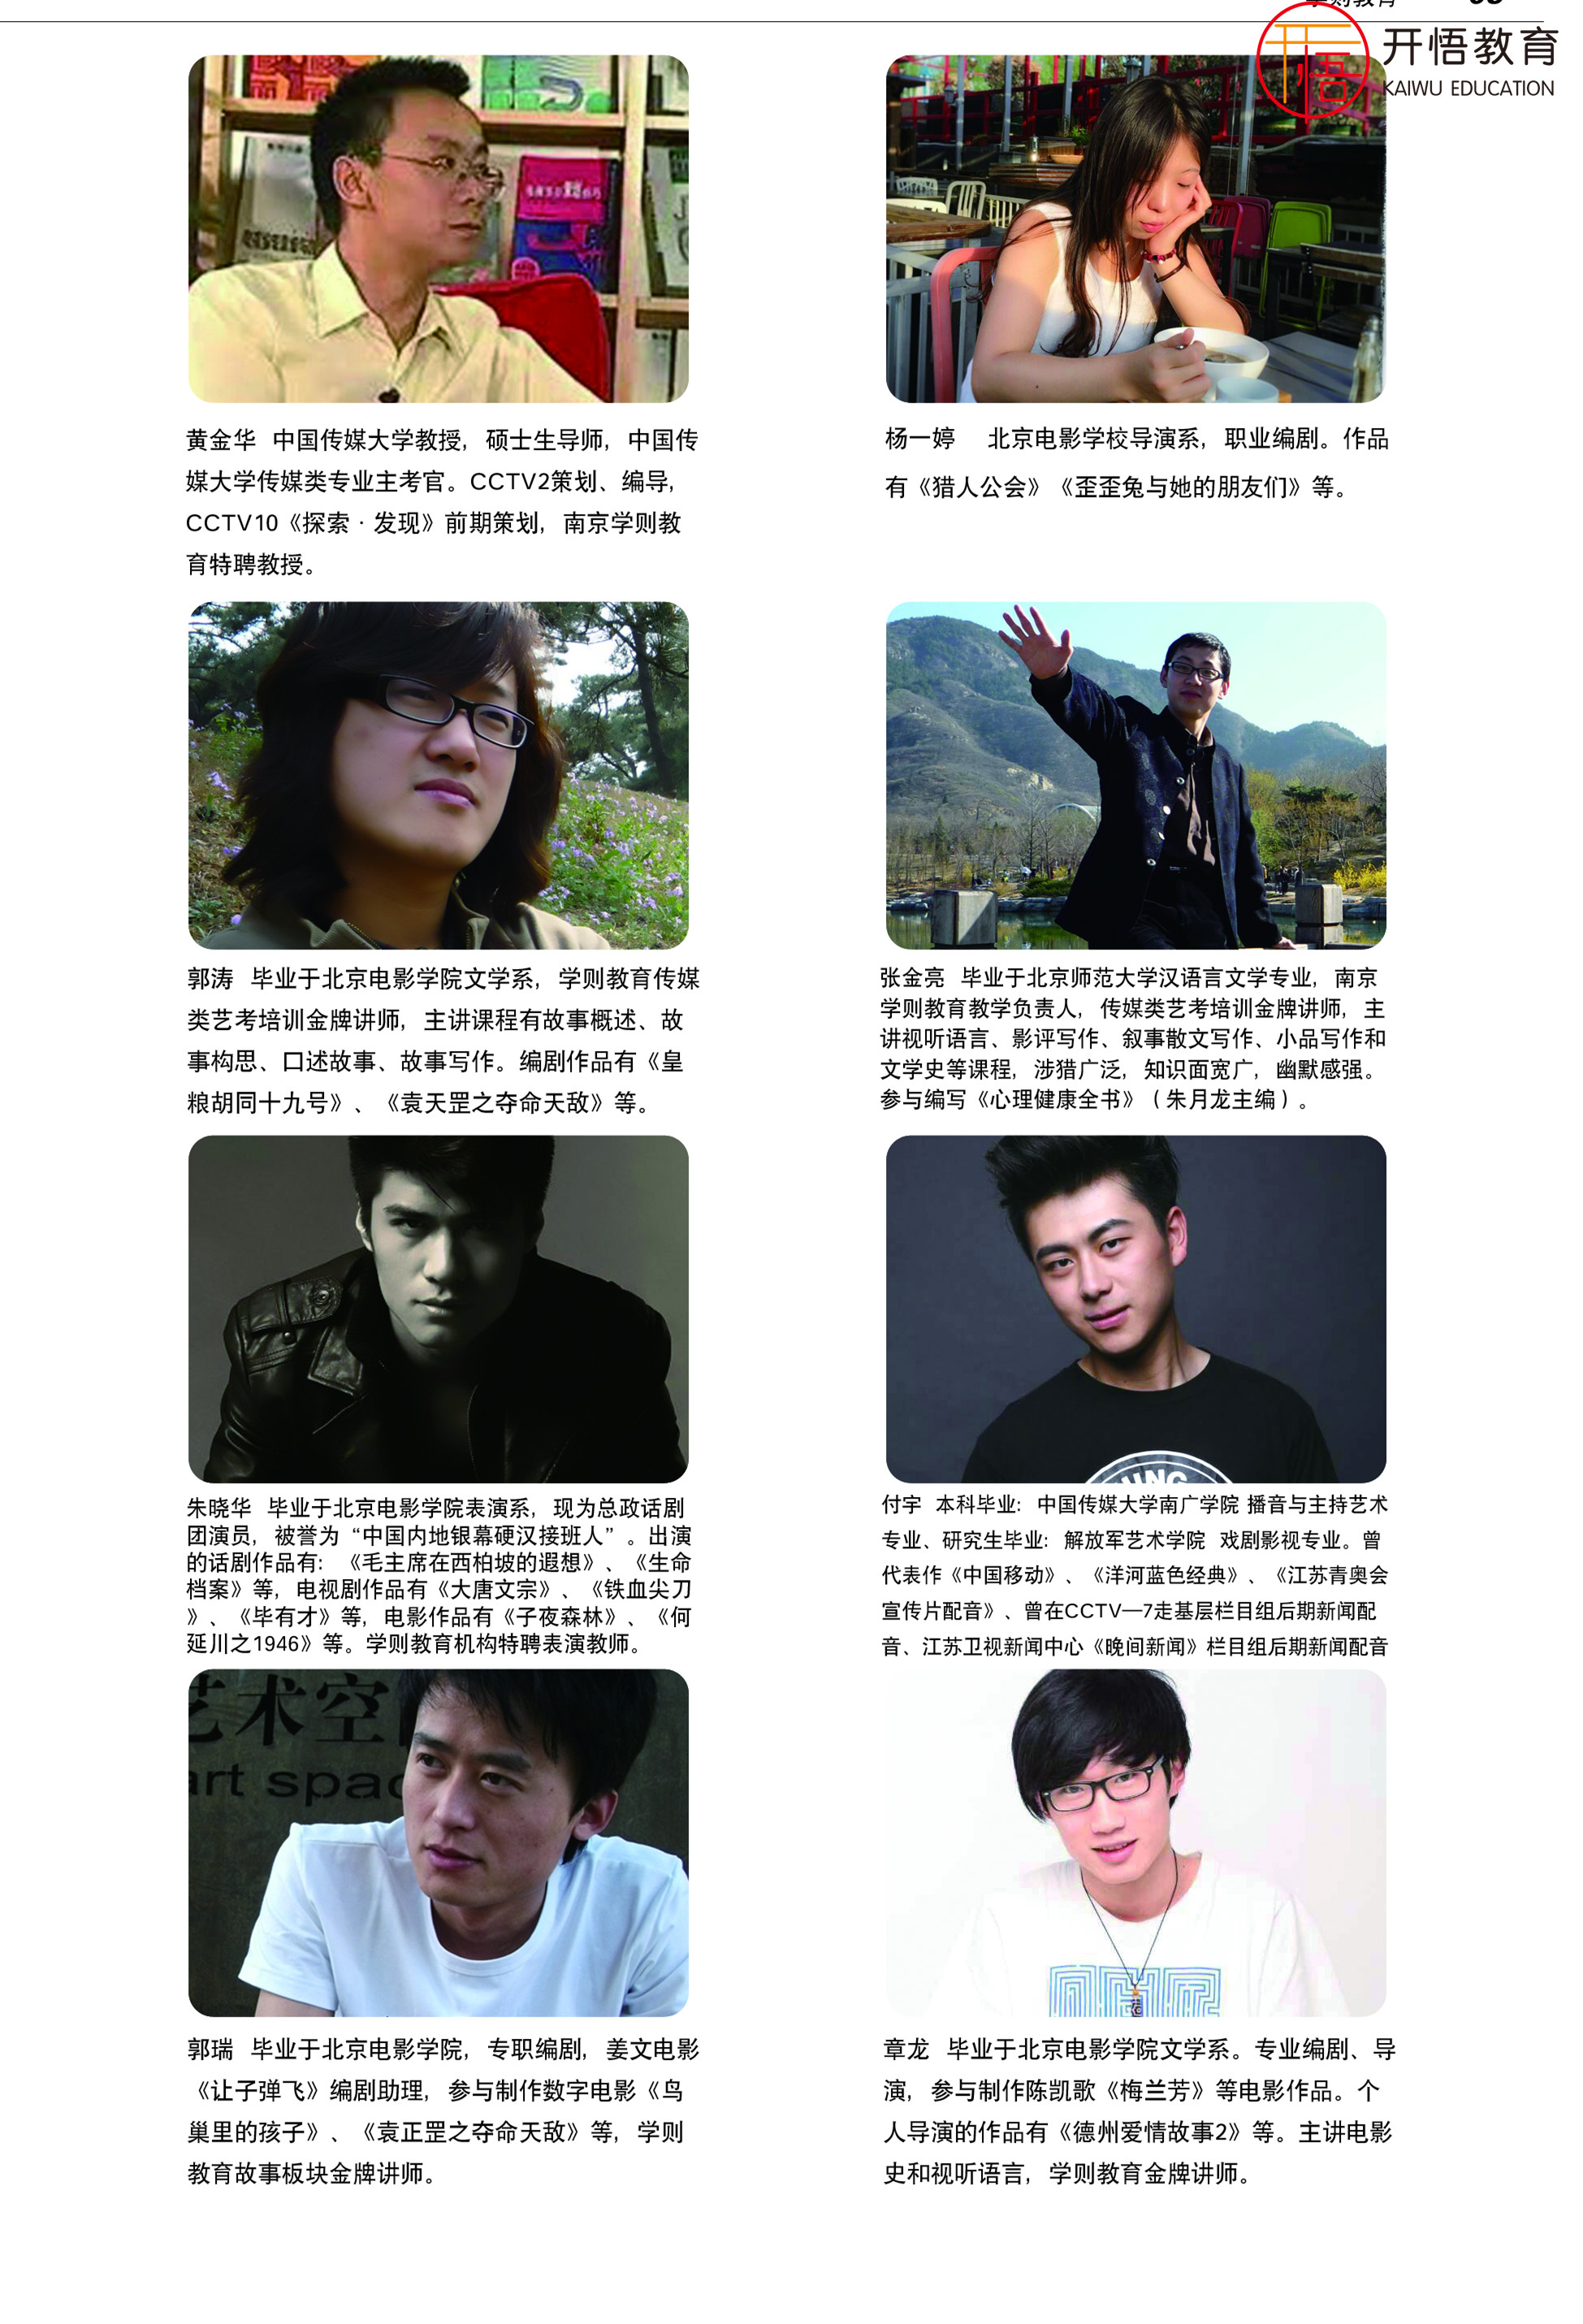 开悟教育
KAIWU EDUCATION
黄金华 中国传媒大学教授，硕士生导师，中国传
媒大学传媒类专业主考官。CCTV2策划、编导，
CCTV10《探索·发现》前期策划，南京学则教
育特聘教授。
杨一婷 北京电影学校导演系，职业编剧。作品
有《猎人公会》《歪歪兔与她的朋友们》等。
郭涛 毕业于北京电影学院文学系，学则教育传媒
类艺考培训金牌讲师，主讲课程有故事概述、故
事构思、口述故事、故事写作。编剧作品有《皇
粮胡同十九号》、《袁天罡之夺命天敌》等。
张金亮 毕业于北京师范大学汉语言文学专业，南京
学则教育教学负责人，传媒类艺考培训金牌讲师，主
讲视听语言、影评写作、叙事散文写作、小品写作和
文学史等课程，涉猎广泛，知识面宽广，幽默感强。
参与编写《心理健康全书》（朱月龙主编）。
朱晓华 毕业于北京电影学院表演系，现为总政话剧
团演员，被誉为“中国内地银幕硬汉接班人”。出演
的话剧作品有：《毛主席在西柏坡的遐想》、《生命
档案》等，电视剧作品有《大唐文宗》、《铁血尖刀
》、《毕有才》等，电影作品有《子夜森林》、《何
延川之1946》等。学则教育机构特聘表演教师。
付宇 本科毕业：中国传媒大学南广学院 播音与主持艺术
专业、研究生毕业：解放军艺术学院 戏剧影视专业。曾
代表作《中国移动》、《洋河蓝色经典》、《江苏青奥会
宣传片配音》、曾在CCTV—7走基层栏目组后期新闻配
音、江苏卫视新闻中心《晚间新闻》栏目组后期新闻配音
艺术空
art spac
郭瑞 毕业于北京电影学院，专职编剧，姜文电影
《让子弹飞》编剧助理，参与制作数字电影《鸟
巢里的孩子》、《袁正罡之夺命天敌》等，学则
教育故事板块金牌讲师。
章龙 毕业于北京电影学院文学系。专业编剧、导
演，参与制作陈凯歌《梅兰芳》等电影作品。个
人导演的作品有《德州爱情故事2》等。主讲电影
史和视听语言，学则教育金牌讲师。